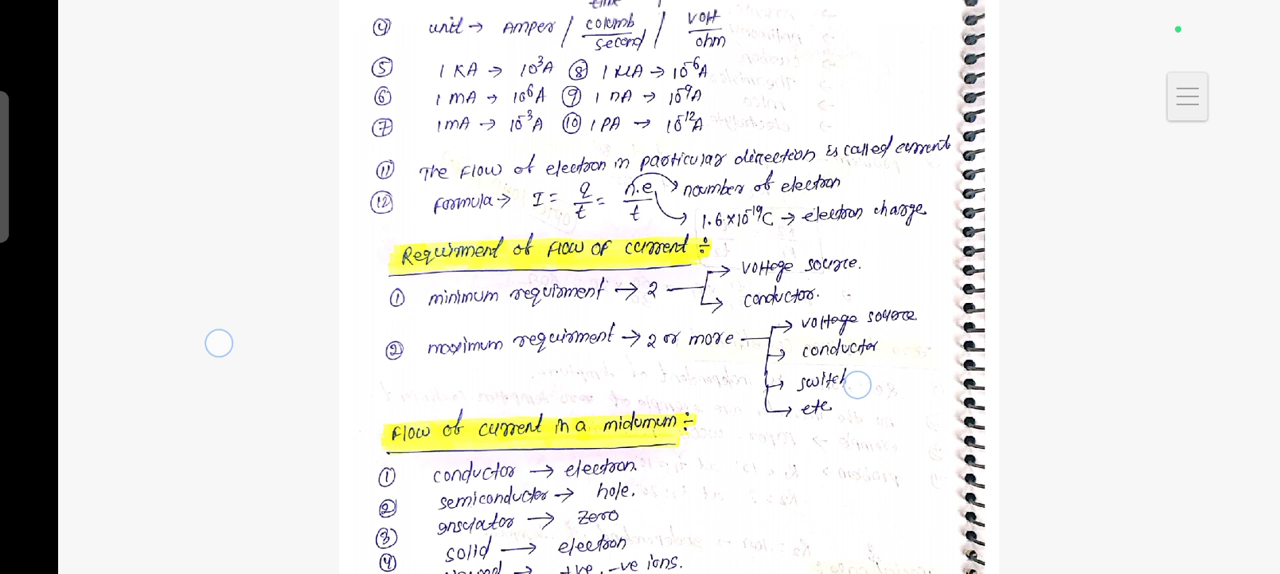 time
④ unit → Amper / colemb/second / volt/ohm
⑤ 1 KA → 10³A ⑧ 1 μA → 10⁻⁶A
⑥ 1 MA → 10⁶A ⑨ 1 nA → 10⁻⁹A
⑦ 1mA → 10⁻³A ⑩ 1 PA → 10⁻¹²A
⑪ The Flow of electron in particular direction is called current
⑫ Formula → I = q/t = n.e/t → noumber of electron
→ 1.6×10⁻¹⁹C → electron charge
Requirment of flow of current ÷
① minimum requirment → 2 → voltage source.
→ conductor.
② maximum requirment → 2 or more → voltage source
→ conductor
→ switch
→ etc
Flow of current in a midumum ÷
① conductor → electron.
② semiconductor → hole.
③ insulator → zero
④ solid → electron
→ +ve, -ve ions.